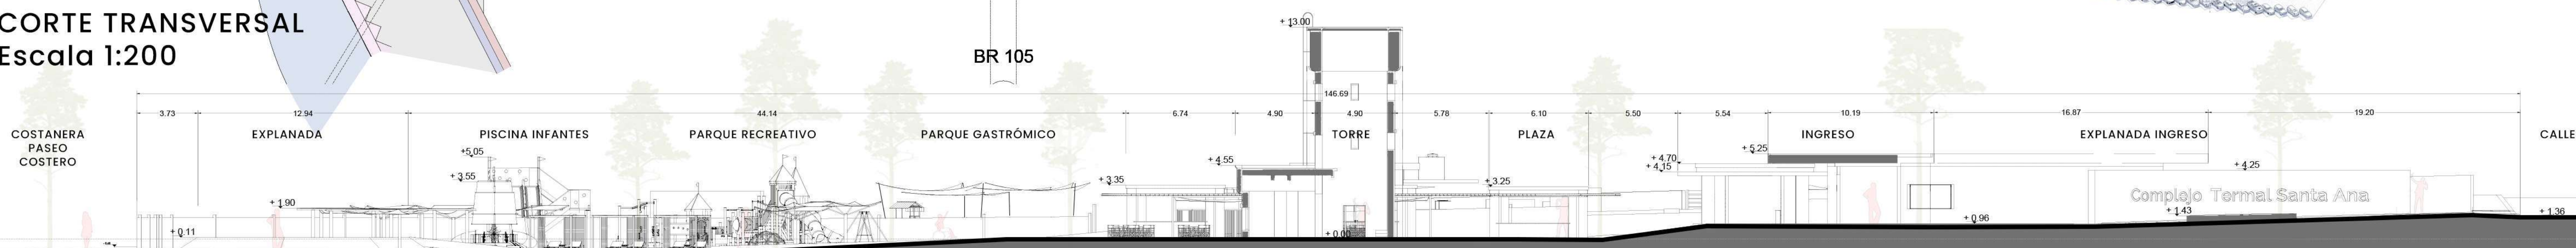 CORTE TRANSVERSAL
Escala 1:200
BR 105
+ 13.00
146.69
3.73
12.94
44.14
6.74
4.90
4.90
5.78
6.10
5.50
5.54
10.19
16.87
19.20
COSTANERA
PASEO
COSTERO
EXPLANADA
PISCINA INFANTES
PARQUE RECREATIVO
PARQUE GASTRÓMICO
TORRE
PLAZA
INGRESO
EXPLANADA INGRESO
CALLE
+5,05
+ 3.55
+ 1.90
+ 0.11
+ 4.55
+ 3.35
+ 0.00
+ 3.25
+ 4.70
+ 4.15
+ 5.25
+ 4.25
Complejo Termal Santa Ana
+ 1.43
+ 0.96
+ 1.36